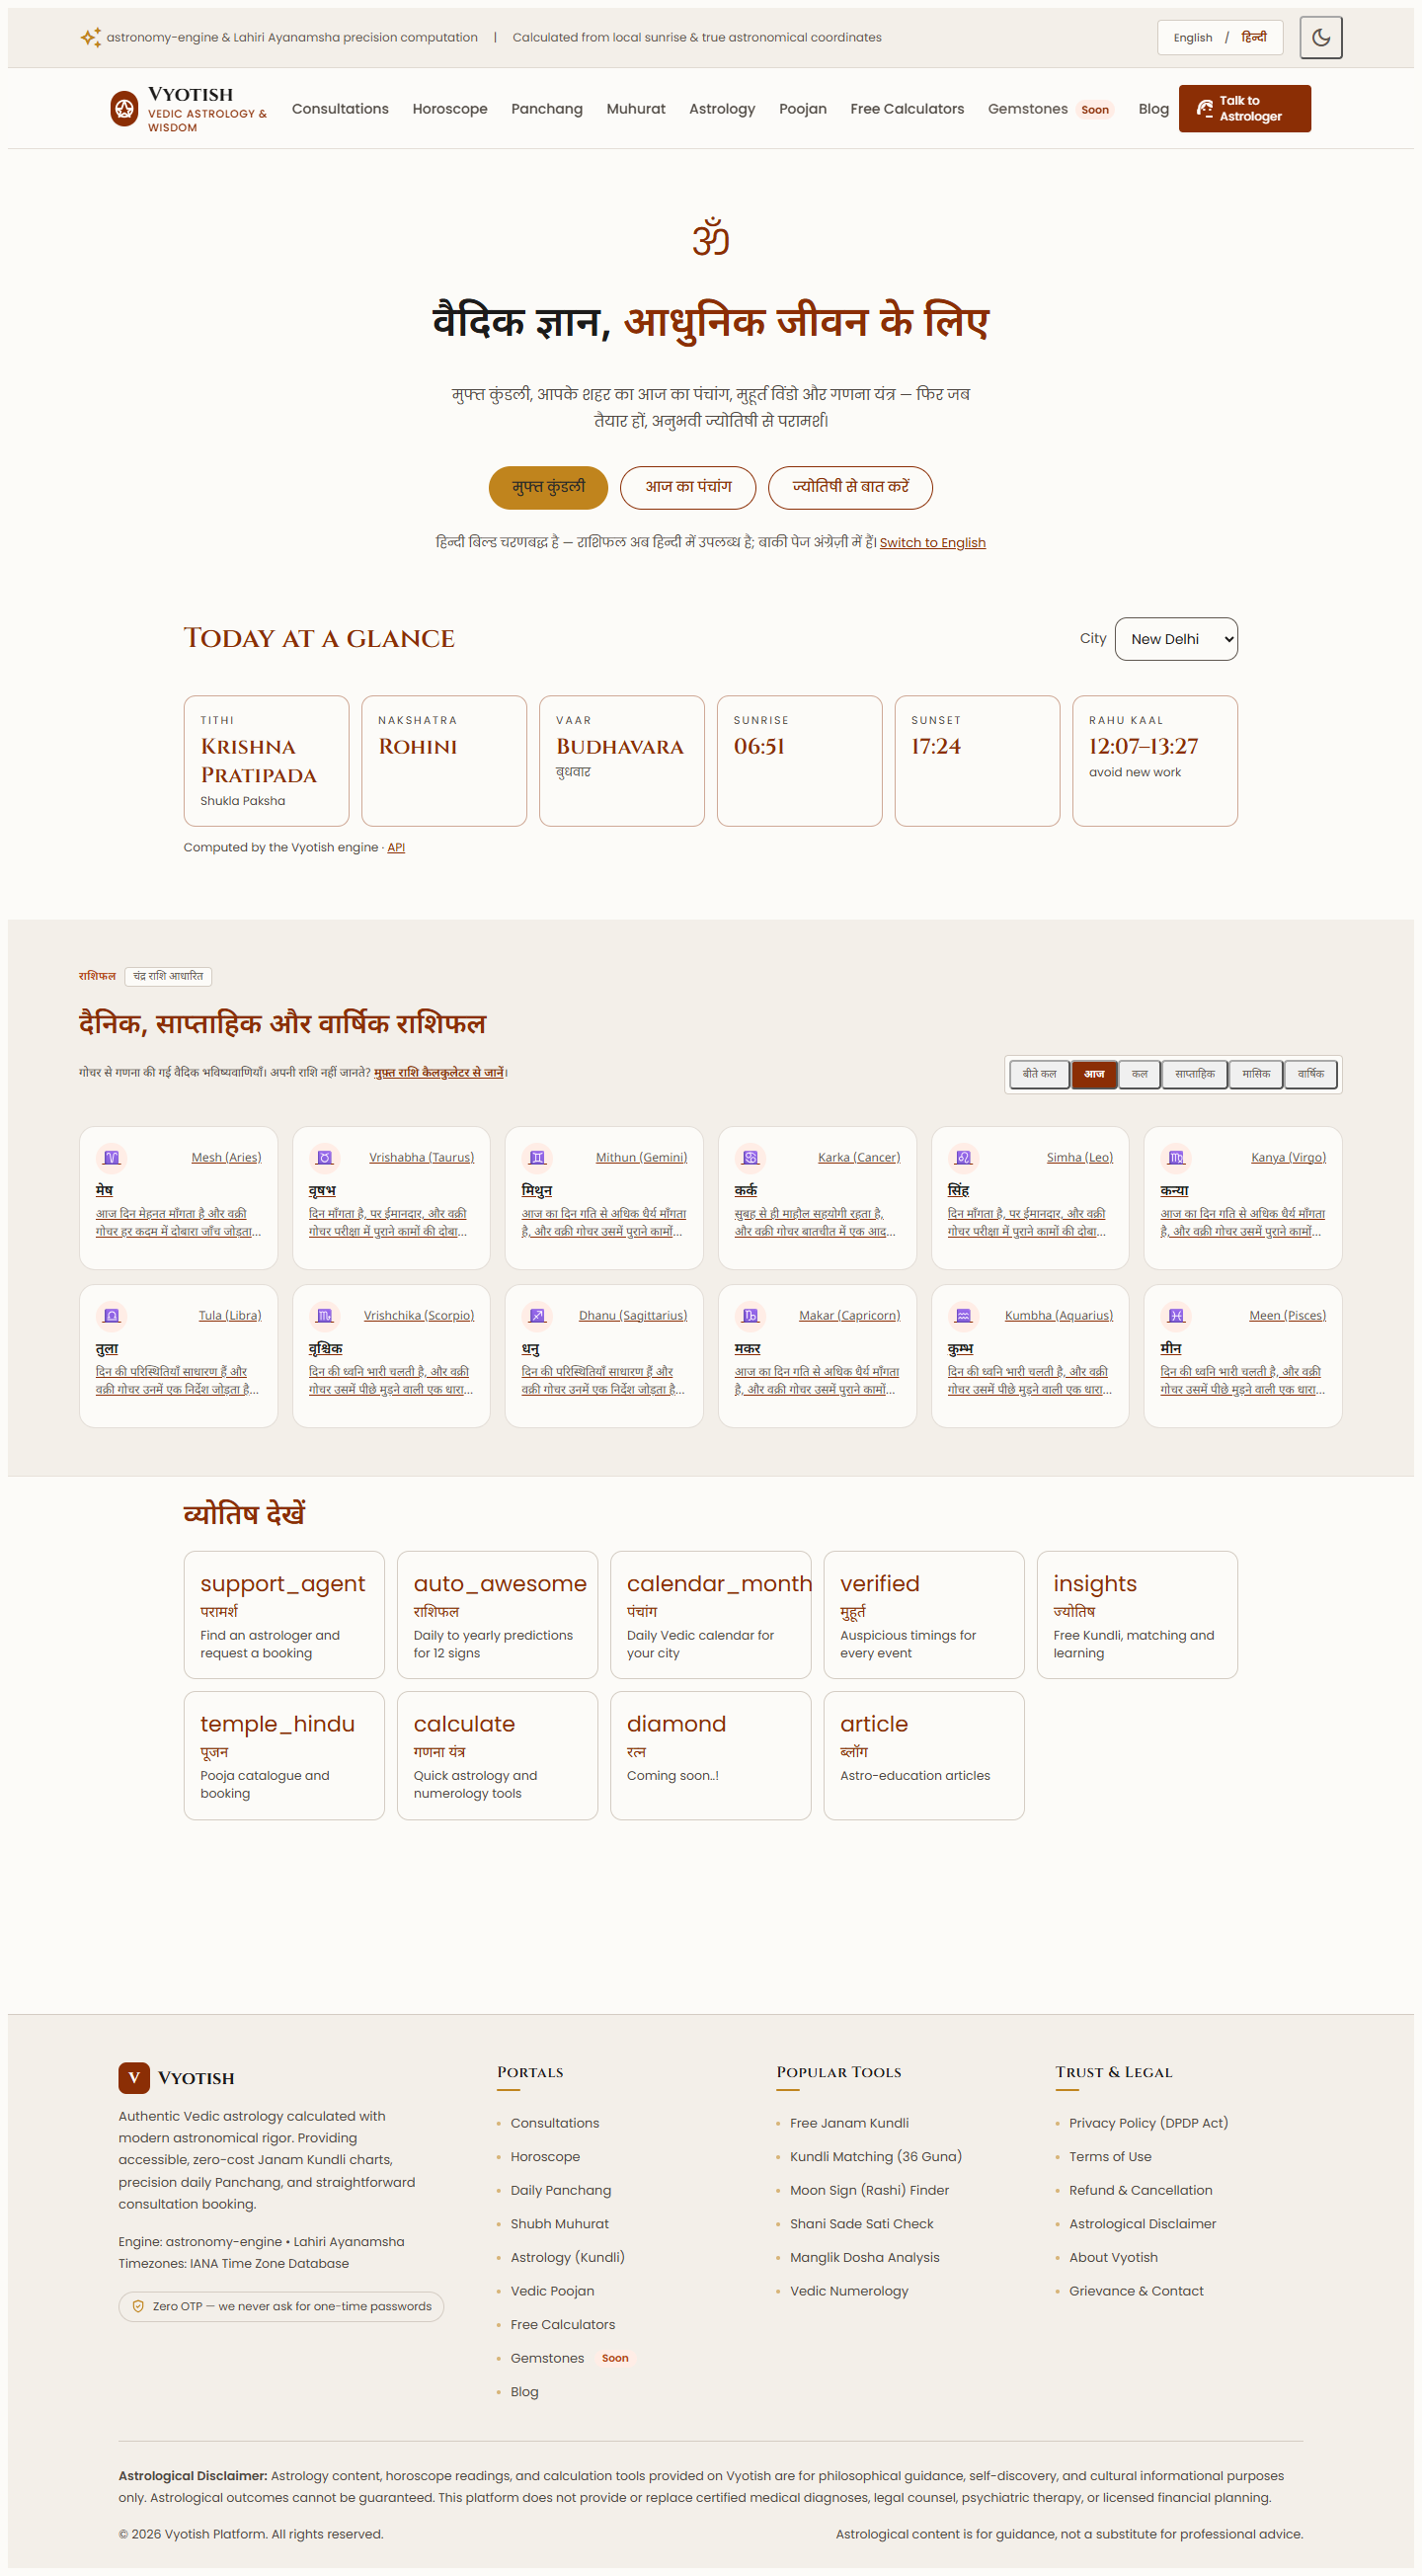 astronomy-engine & Lahiri Ayanamsha precision computation | Calculated from local sunrise & true astronomical coordinates
English / हिन्दी
Vyotish
VEDIC ASTROLOGY & WISDOM
Consultations
Horoscope
Panchang
Muhurat
Astrology
Poojan
Free Calculators
Gemstones Soon
Blog
Talk to Astrologer
ॐ
वैदिक ज्ञान, आधुनिक जीवन के लिए
मुफ्त कुंडली, आपके शहर का आज का पंचांग, मुहूर्त विंडो और गणना यंत्र — फिर जब
तैयार हों, अनुभवी ज्योतिषी से परामर्श।
मुफ्त कुंडली
आज का पंचांग
ज्योतिषी से बात करें
हिन्दी बिल्ड चरणबद्ध है — राशिफल अब हिन्दी में उपलब्ध है; बाकी पेज अंग्रेज़ी में हैं। Switch to English
Today at a glance
City New Delhi
TITHI
Krishna
Pratipada
Shukla Paksha
NAKSHATRA
Rohini
VAAR
Budhavara
बुधवार
SUNRISE
06:51
SUNSET
17:24
RAHU KAAL
12:07–13:27
avoid new work
Computed by the Vyotish engine · API
राशिफल चंद्र राशि आधारित
दैनिक, साप्ताहिक और वार्षिक राशिफल
गोचर से गणना की गई वैदिक भविष्यवाणियाँ। अपनी राशि नहीं जानते? मुफ़्त राशि कैलकुलेटर से जानें।
बीते कल आज कल साप्ताहिक मासिक वार्षिक
Mesh (Aries)
मेष
आज दिन मेहनत माँगता है और वक्री
गोचर हर कदम में दोबारा जाँच जोड़ता...
Vrishabha (Taurus)
वृषभ
दिन माँगता है, पर ईमानदार, और वक्री
गोचर परीक्षा में पुराने कामों की दोबा...
Mithun (Gemini)
मिथुन
आज का दिन गति से अधिक धैर्य माँगता
है, और वक्री गोचर उसमें पुराने कामों...
Karka (Cancer)
कर्क
सुबह से ही माहौल सहयोगी रहता है,
और वक्री गोचर बातचीत में एक आद...
Simha (Leo)
सिंह
दिन माँगता है, पर ईमानदार, और वक्री
गोचर परीक्षा में पुराने कामों की दोबा...
Kanya (Virgo)
कन्या
आज का दिन गति से अधिक धैर्य माँगता
है, और वक्री गोचर उसमें पुराने कामों...
Tula (Libra)
तुला
दिन की परिस्थितियाँ साधारण हैं और
वक्री गोचर उनमें एक निर्देश जोड़ता है...
Vrishchika (Scorpio)
वृश्चिक
दिन की ध्वनि भारी चलती है, और वक्री
गोचर उसमें पीछे मुड़ने वाली एक धारा...
Dhanu (Sagittarius)
धनु
दिन की परिस्थितियाँ साधारण हैं और
वक्री गोचर उनमें एक निर्देश जोड़ता है...
Makar (Capricorn)
मकर
आज का दिन गति से अधिक धैर्य माँगता
है, और वक्री गोचर उसमें पुराने कामों...
Kumbha (Aquarius)
कुम्भ
दिन की ध्वनि भारी चलती है, और वक्री
गोचर उसमें पीछे मुड़ने वाली एक धारा...
Meen (Pisces)
मीन
दिन की ध्वनि भारी चलती है, और वक्री
गोचर उसमें पीछे मुड़ने वाली एक धारा...
व्योतिष देखें
support_agent
परामर्श
Find an astrologer and
request a booking
auto_awesome
राशिफल
Daily to yearly predictions
for 12 signs
calendar_month
पंचांग
Daily Vedic calendar for
your city
verified
मुहूर्त
Auspicious timings for
every event
insights
ज्योतिष
Free Kundli, matching and
learning
temple_hindu
पूजन
Pooja catalogue and
booking
calculate
गणना यंत्र
Quick astrology and
numerology tools
diamond
रत्न
Coming soon..!
article
ब्लॉग
Astro-education articles
V Vyotish
Authentic Vedic astrology calculated with
modern astronomical rigor. Providing
accessible, zero-cost Janam Kundli charts,
precision daily Panchang, and straightforward
consultation booking.
Engine: astronomy-engine • Lahiri Ayanamsha
Timezones: IANA Time Zone Database
Zero OTP — we never ask for one-time passwords
Portals
Consultations
Horoscope
Daily Panchang
Shubh Muhurat
Astrology (Kundli)
Vedic Poojan
Free Calculators
Gemstones Soon
Blog
Popular Tools
Free Janam Kundli
Kundli Matching (36 Guna)
Moon Sign (Rashi) Finder
Shani Sade Sati Check
Manglik Dosha Analysis
Vedic Numerology
Trust & Legal
Privacy Policy (DPDP Act)
Terms of Use
Refund & Cancellation
Astrological Disclaimer
About Vyotish
Grievance & Contact
Astrological Disclaimer: Astrology content, horoscope readings, and calculation tools provided on Vyotish are for philosophical guidance, self-discovery, and cultural informational purposes
only. Astrological outcomes cannot be guaranteed. This platform does not provide or replace certified medical diagnoses, legal counsel, psychiatric therapy, or licensed financial planning.
© 2026 Vyotish Platform. All rights reserved.
Astrological content is for guidance, not a substitute for professional advice.